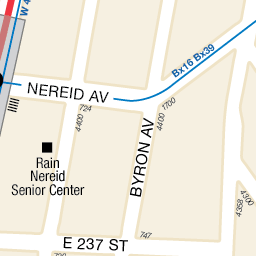 W 4
Bx16 Bx39
NEREID AV
724
1700
4400
4400
BYRON AV
Rain
Nereid
Senior Center
4300
4358
747
E 237 ST